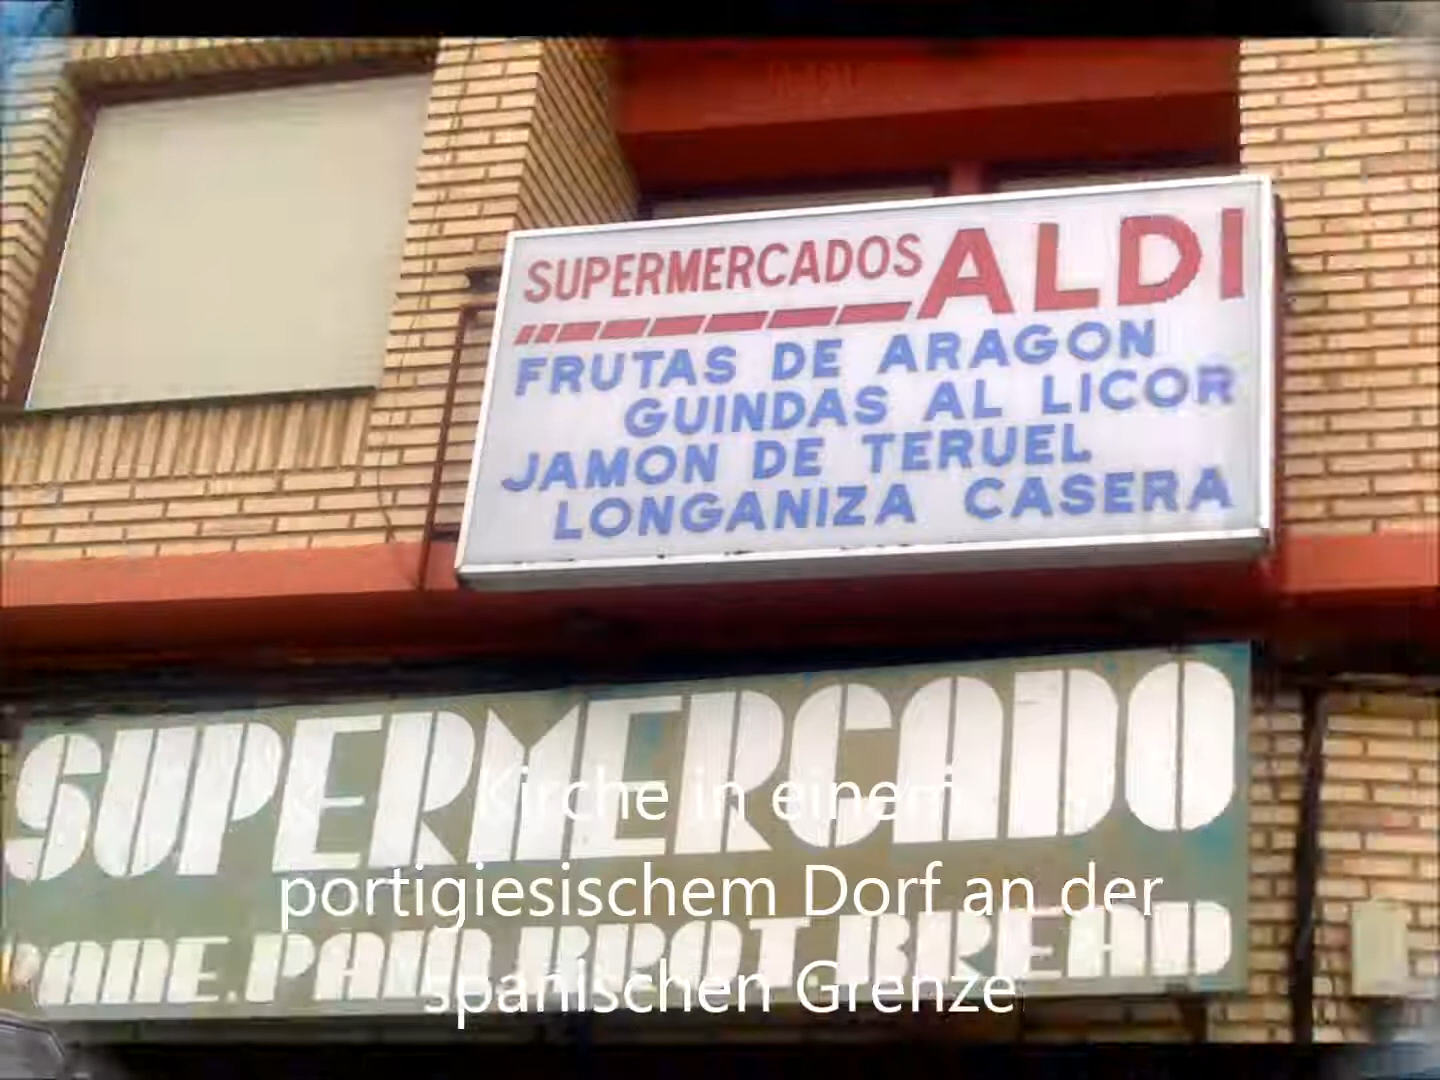 SUPERMERCADOS ALDI
FRUTAS DE ARAGON
GUINDAS AL LICOR
JAMON DE TERUEL
LONGANIZA CASERA
SUPERMERCADO
PANE. PAIN. BROT. BREAD
Kirche in einem
portigiesischem Dorf an der
spanischen Grenze